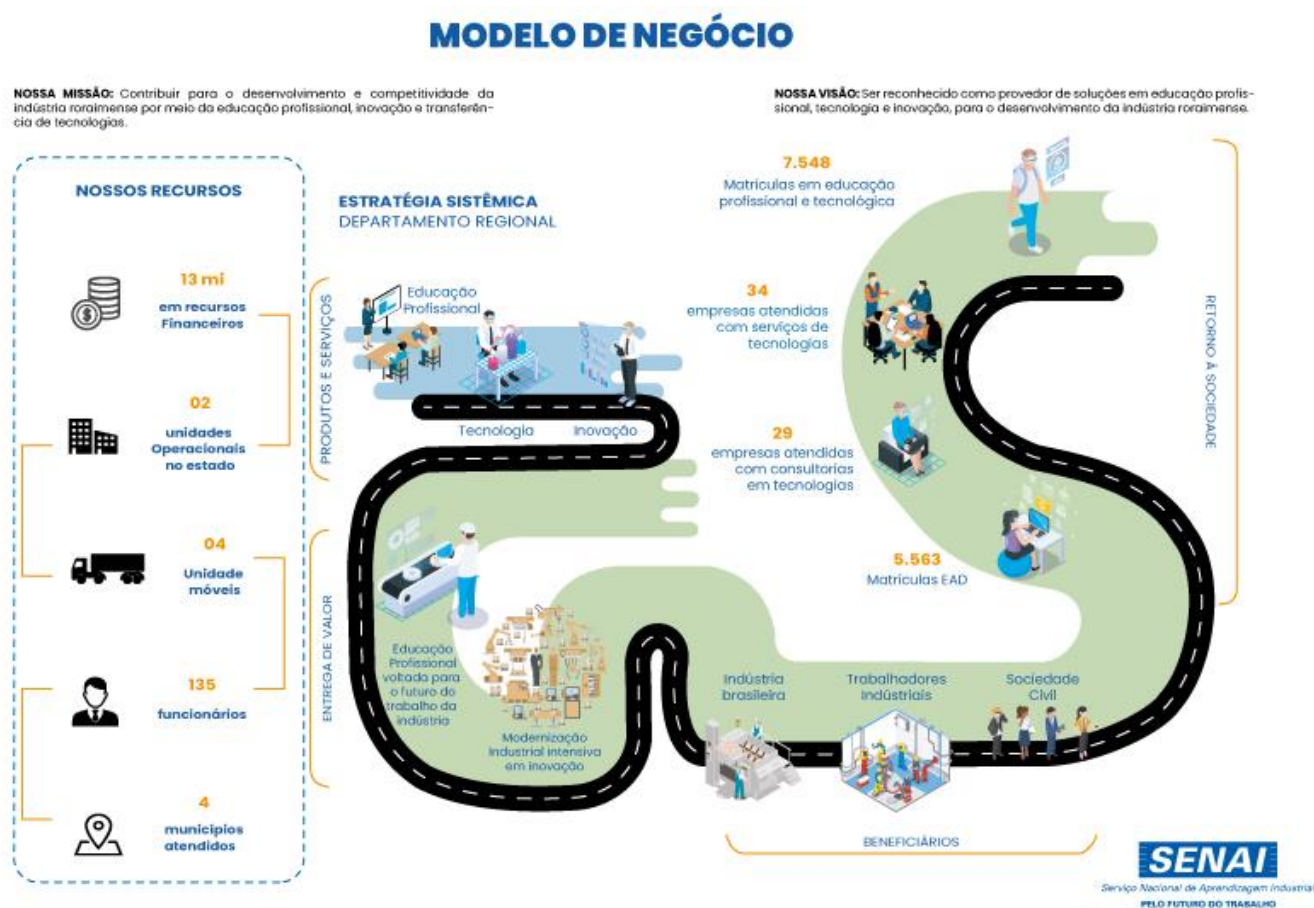 MODELO DE NEGÓCIO
NOSSA MISSÃO: Contribuir para o desenvolvimento e competitividade da
indústria roraimense por meio da educação profissional, inovação e transferên-
cia de tecnologias.
NOSSA VISÃO: Ser reconhecido como provedor de soluções em educação profis-
sional, tecnologia e inovação, para o desenvolvimento da indústria roraimense.
NOSSOS RECURSOS
13 mi
em recursos
Financeiros
02
unidades
Operacionais
no estado
04
Unidade
móveis
135
funcionários
4
municípios
atendidos
ESTRATÉGIA SISTÊMICA
DEPARTAMENTO REGIONAL
PRODUTOS E SERVIÇOS
Educação
Profissional
Tecnologia
Inovação
ENTREGA DE VALOR
Educação
Profissional
voltada para
o futuro do
trabalho da
indústria
Modernização
Industrial intensiva
em inovação
7.548
Matrículas em educação
profissional e tecnológica
34
empresas atendidas
com serviços de
tecnologias
29
empresas atendidas
com consultorias
em tecnologias
5.563
Matrículas EAD
RETORNO À SOCIEDADE
Indústria
brasileira
Trabalhadores
Indústriais
Sociedade
Civil
BENEFICIÁRIOS
SENAI
Serviço Nacional de Aprendizagem Industrial
PELO FUTURO DO TRABALHO